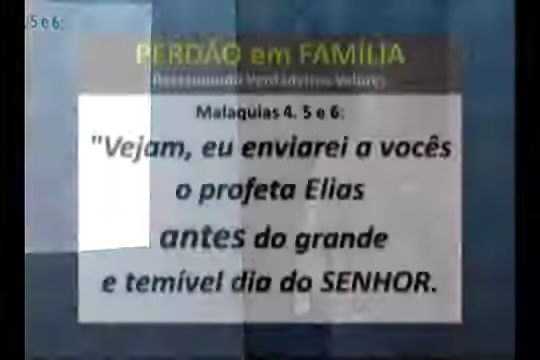 5 e 6:
PERDÃO em FAMÍLIA
Malaquias 4. 5 e 6:
"Vejam, eu enviarei a vocês
o profeta Elias
antes do grande
e temível dia do SENHOR.